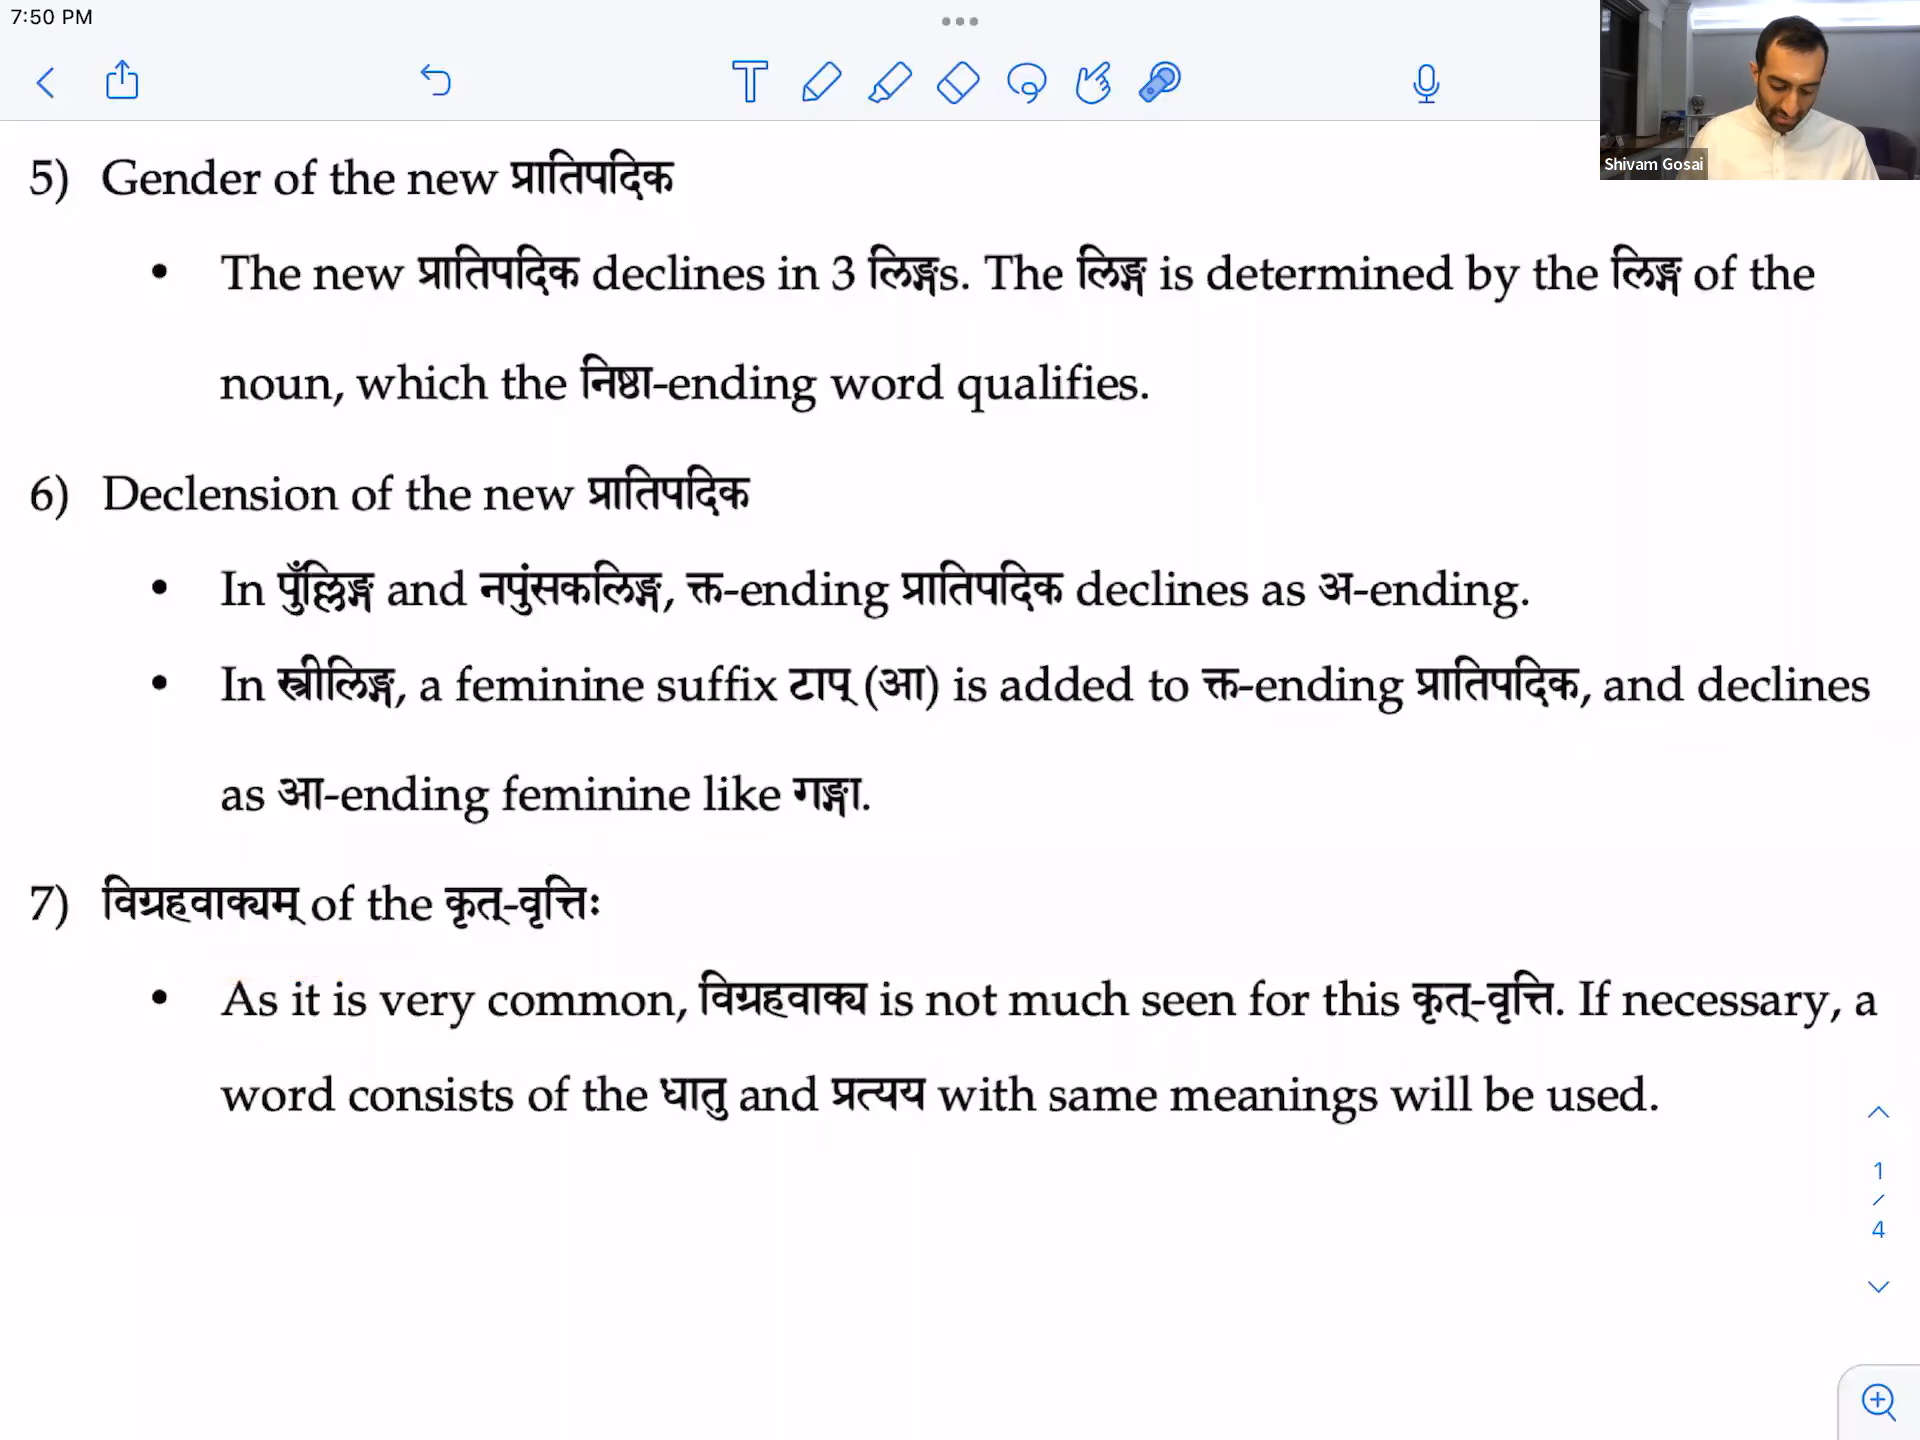 7:50 PM
Shivam Gosai
5) Gender of the new प्रातिपदिक
• The new प्रातिपदिक declines in 3 लिङ्गs. The लिङ्ग is determined by the लिङ्ग of the
noun, which the निष्ठा-ending word qualifies.
6) Declension of the new प्रातिपदिक
• In पुँल्लिङ्ग and नपुंसकलिङ्ग, क्त-ending प्रातिपदिक declines as अ-ending.
• In स्त्रीलिङ्ग, a feminine suffix टाप् (आ) is added to क्त-ending प्रातिपदिक, and declines
as आ-ending feminine like गङ्गा.
7) विग्रहवाक्यम् of the कृत्-वृत्तिः
• As it is very common, विग्रहवाक्य is not much seen for this कृत्-वृत्ति. If necessary, a
word consists of the धातु and प्रत्यय with same meanings will be used.
1
/
4